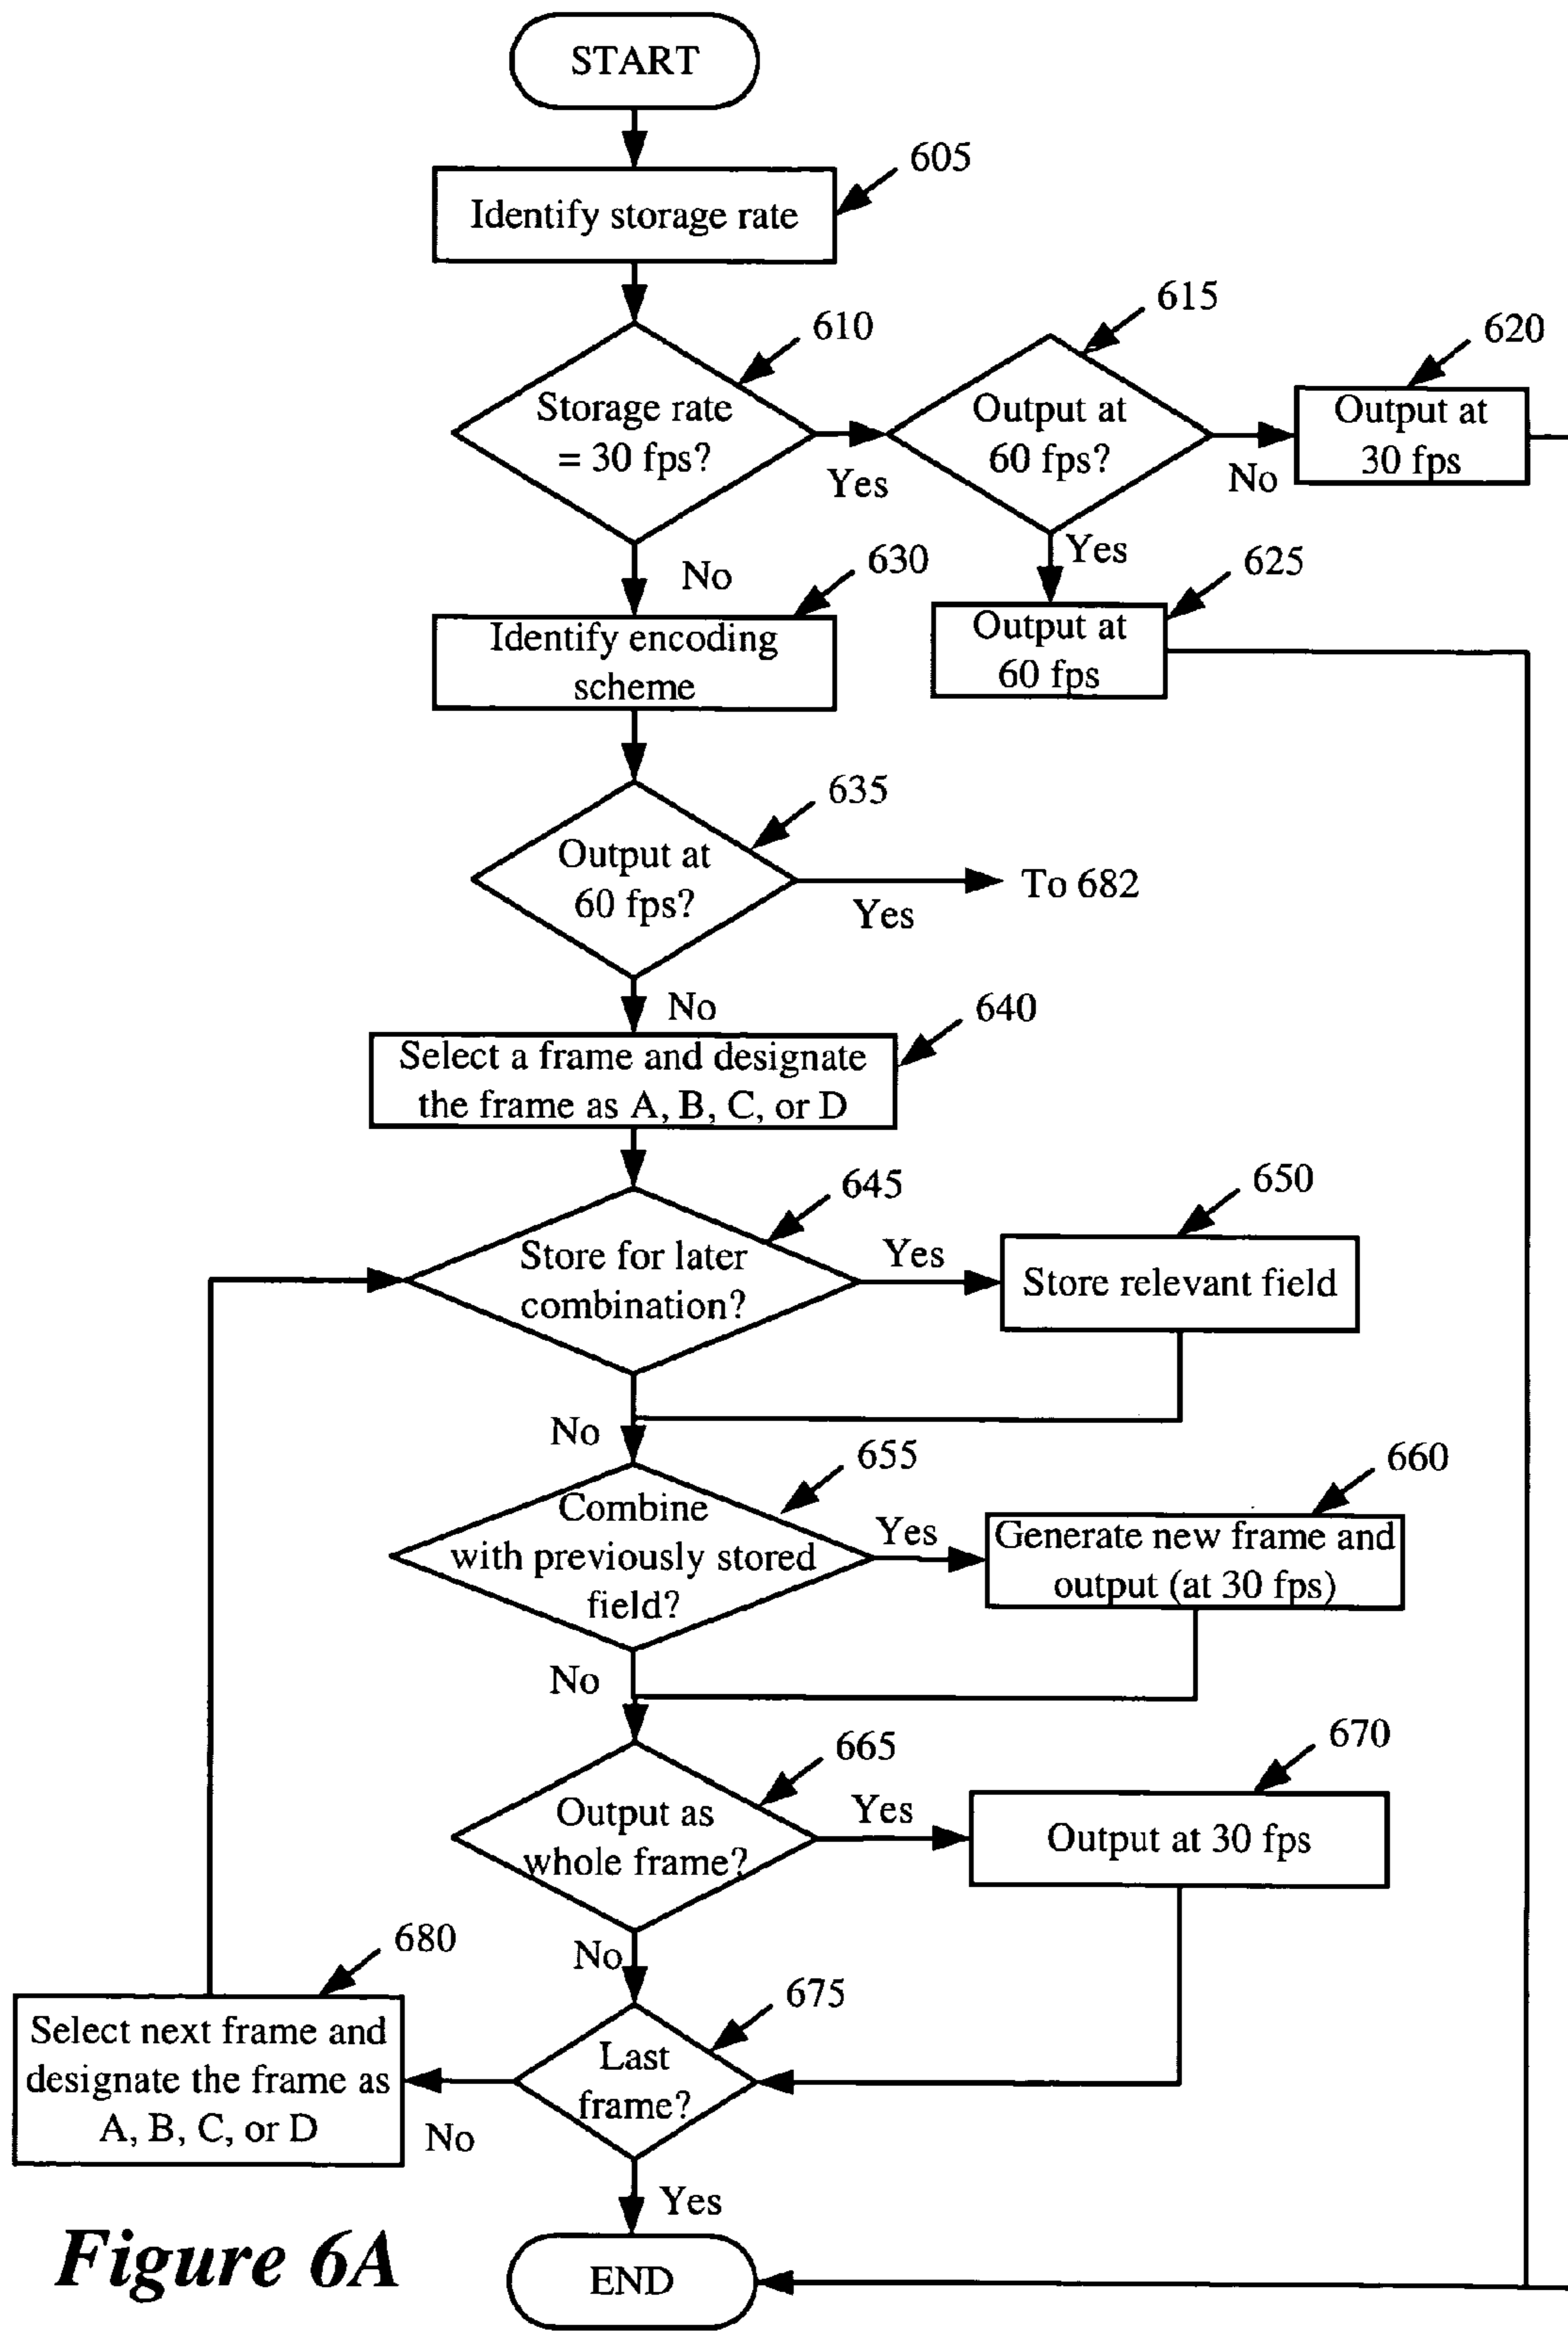 START
605
Identify storage rate
610
Storage rate
= 30 fps?
Yes
615
Output at
60 fps?
No
620
Output at
30 fps
Yes
625
Output at
60 fps
No
630
Identify encoding
scheme
635
Output at
60 fps?
Yes
To 682
No
640
Select a frame and designate
the frame as A, B, C, or D
645
Store for later
combination?
Yes
650
Store relevant field
No
655
Combine
with previously stored
field?
Yes
660
Generate new frame and
output (at 30 fps)
No
665
Output as
whole frame?
Yes
670
Output at 30 fps
No
675
Last
frame?
No
680
Select next frame and
designate the frame as
A, B, C, or D
Yes
END
Figure 6A